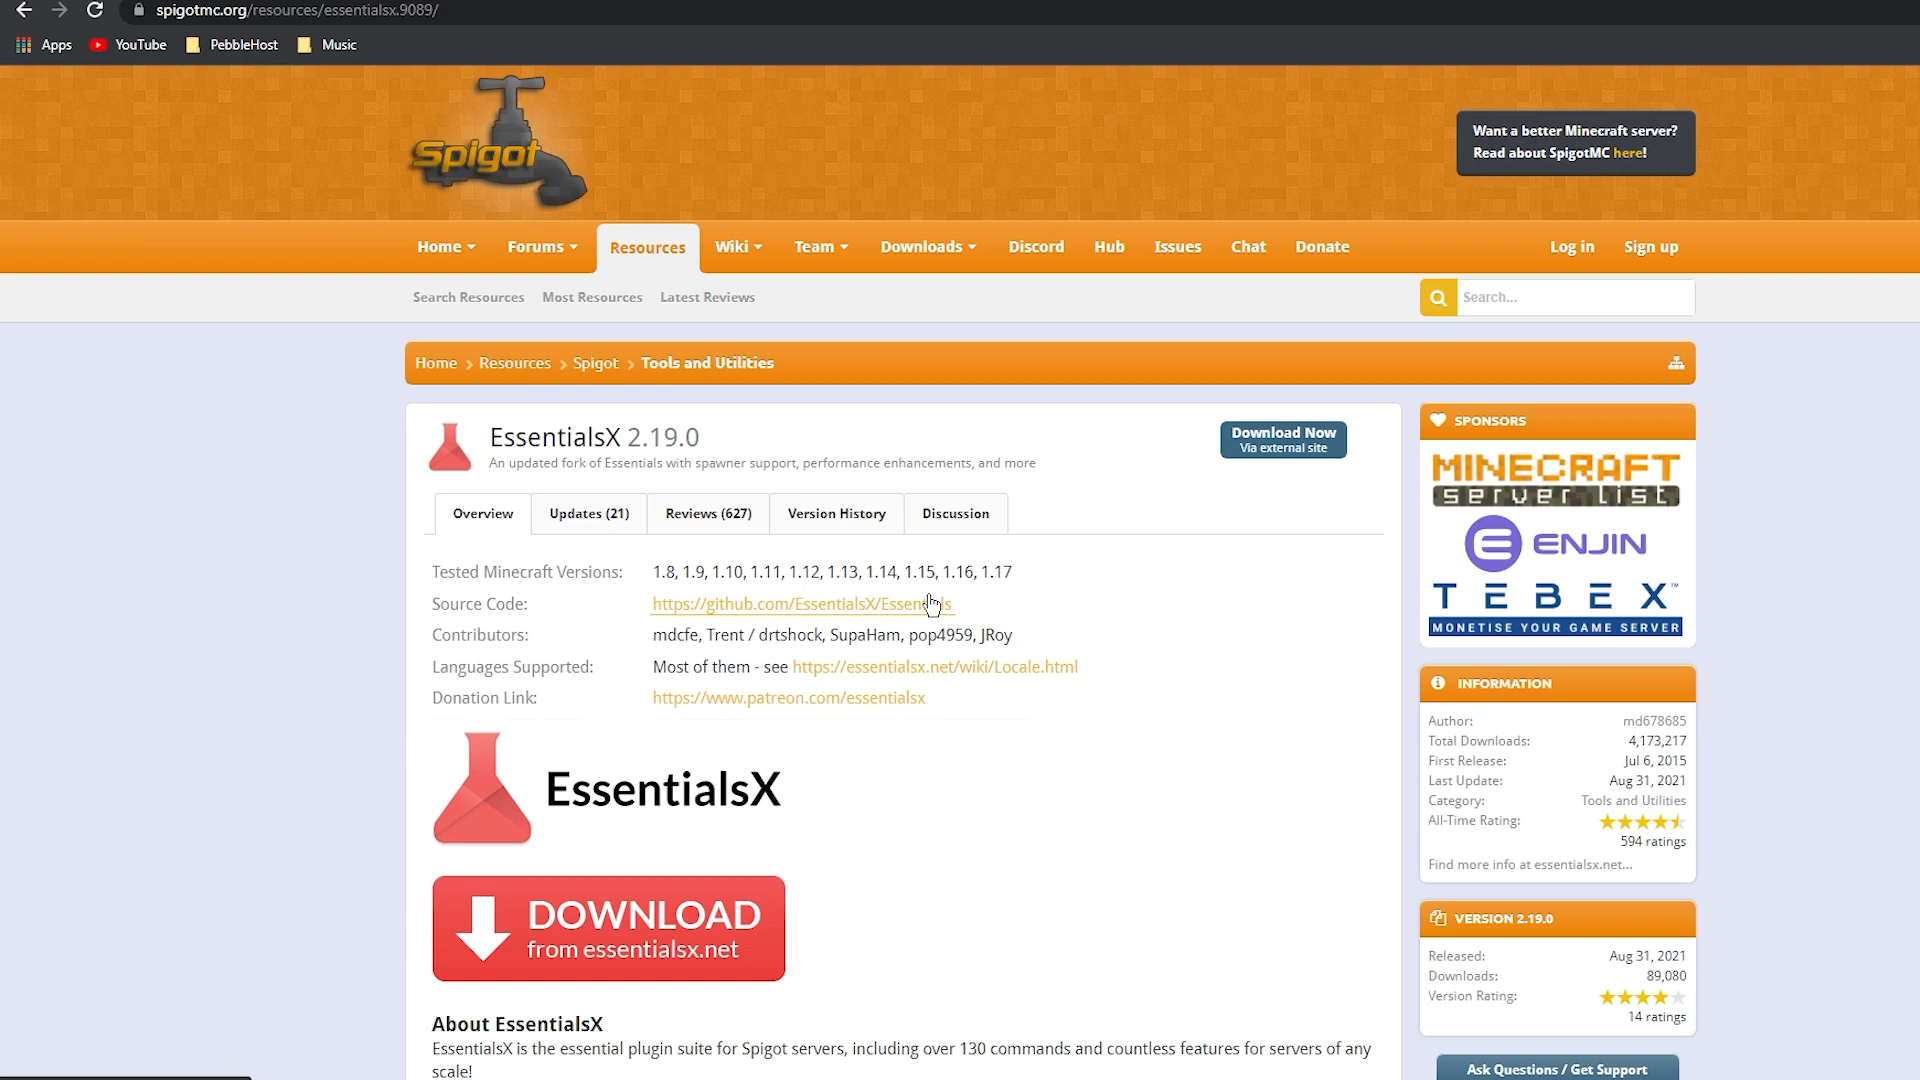 spigotmc.org/resources/essentialsx.9089/
Apps YouTube PebbleHost Music
Spigot
Want a better Minecraft server?
Read about SpigotMC here!
Home Forums Resources Wiki Team Downloads Discord Hub Issues Chat Donate Log in Sign up
Search Resources Most Resources Latest Reviews Search...
Home Resources Spigot Tools and Utilities
EssentialsX 2.19.0
An updated fork of Essentials with spawner support, performance enhancements, and more
Download Now
Via external site
Overview Updates (21) Reviews (627) Version History Discussion
Tested Minecraft Versions: 1.8, 1.9, 1.10, 1.11, 1.12, 1.13, 1.14, 1.15, 1.16, 1.17
Source Code: https://github.com/EssentialsX/Essentials
Contributors: mdcfe, Trent / drtshock, SupaHam, pop4959, JRoy
Languages Supported: Most of them - see https://essentialsx.net/wiki/Locale.html
Donation Link: https://www.patreon.com/essentialsx
EssentialsX
DOWNLOAD
from essentialsx.net
About EssentialsX
EssentialsX is the essential plugin suite for Spigot servers, including over 130 commands and countless features for servers of any
scale!
SPONSORS
MINECRAFT
server list
ENJIN
TEBEX™
MONETISE YOUR GAME SERVER
INFORMATION
Author: md678685
Total Downloads: 4,173,217
First Release: Jul 6, 2015
Last Update: Aug 31, 2021
Category: Tools and Utilities
All-Time Rating:
594 ratings
Find more info at essentialsx.net...
VERSION 2.19.0
Released: Aug 31, 2021
Downloads: 89,080
Version Rating:
14 ratings
Ask Questions / Get Support